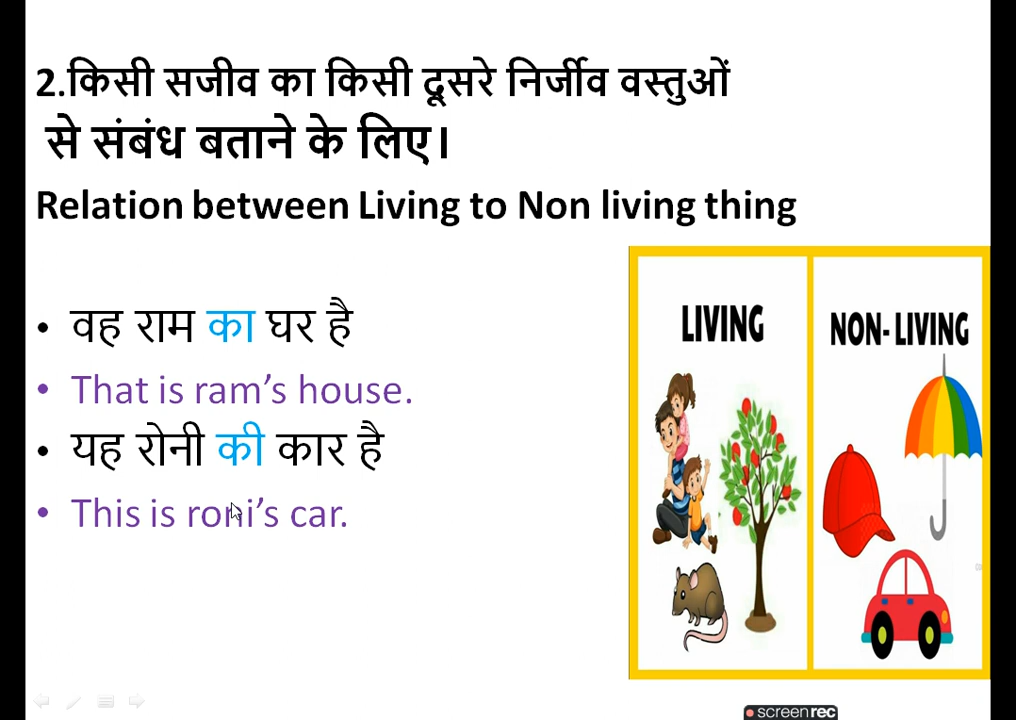 2.किसी सजीव का किसी दूसरे निर्जीव वस्तुओं
से संबंध बताने के लिए।
Relation between Living to Non living thing
• वह राम का घर है
• That is ram’s house.
• यह रोनी की कार है
• This is roni’s car.
LIVING
NON- LIVING
screenrec